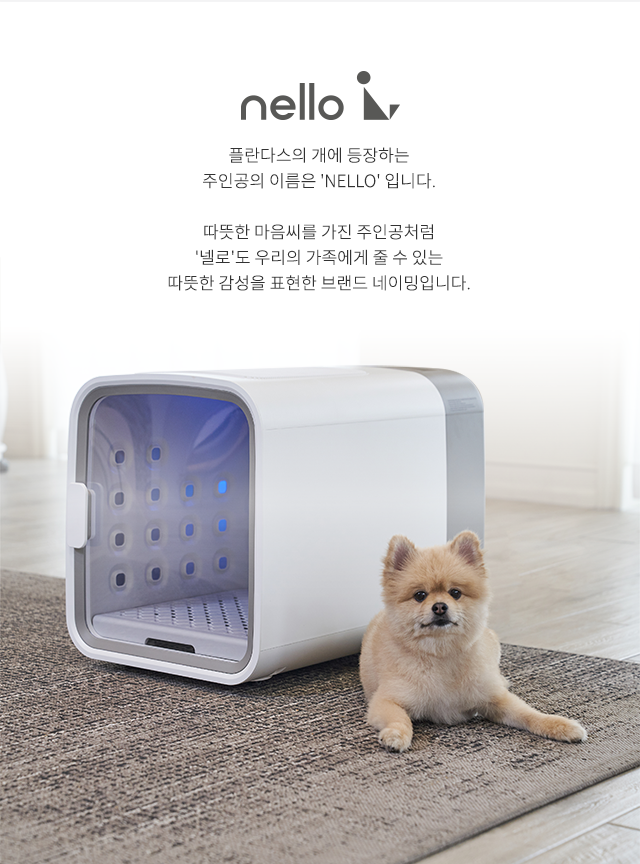 nello
플란다스의 개에 등장하는
주인공의 이름은 'NELLO' 입니다.
따뜻한 마음씨를 가진 주인공처럼
'넬로'도 우리의 가족에게 줄 수 있는
따뜻한 감성을 표현한 브랜드 네이밍입니다.